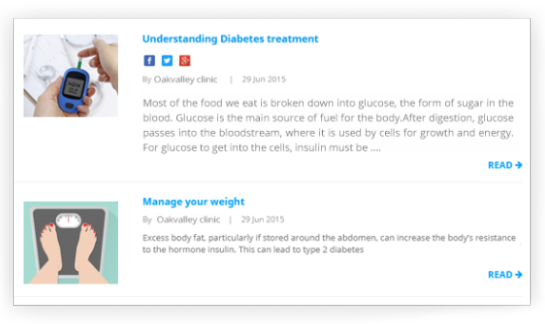 Understanding Diabetes treatment
By Oakvalley clinic | 29 Jun 2015
Most of the food we eat is broken down into glucose, the form of sugar in the
blood. Glucose is the main source of fuel for the body.After digestion, glucose
passes into the bloodstream, where it is used by cells for growth and energy.
For glucose to get into the cells, insulin must be ....
READ →
Manage your weight
By Oakvalley clinic | 29 Jun 2015
Excess body fat, particularly if stored around the abdomen, can increase the body's resistance
to the hormone insulin. This can lead to type 2 diabetes
READ →